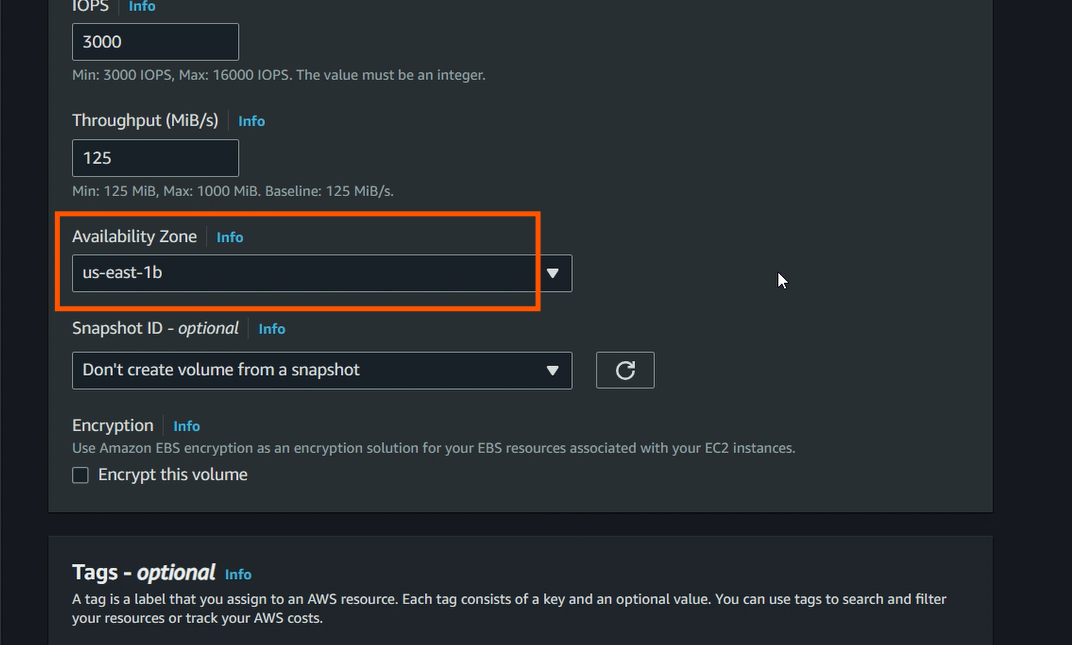 IOPS Info
3000
Min: 3000 IOPS, Max: 16000 IOPS. The value must be an integer.
Throughput (MiB/s) Info
125
Min: 125 MiB, Max: 1000 MiB. Baseline: 125 MiB/s.
Availability Zone Info
us-east-1b
Snapshot ID - optional Info
Don't create volume from a snapshot
Encryption Info
Use Amazon EBS encryption as an encryption solution for your EBS resources associated with your EC2 instances.
Encrypt this volume
Tags - optional Info
A tag is a label that you assign to an AWS resource. Each tag consists of a key and an optional value. You can use tags to search and filter
your resources or track your AWS costs.